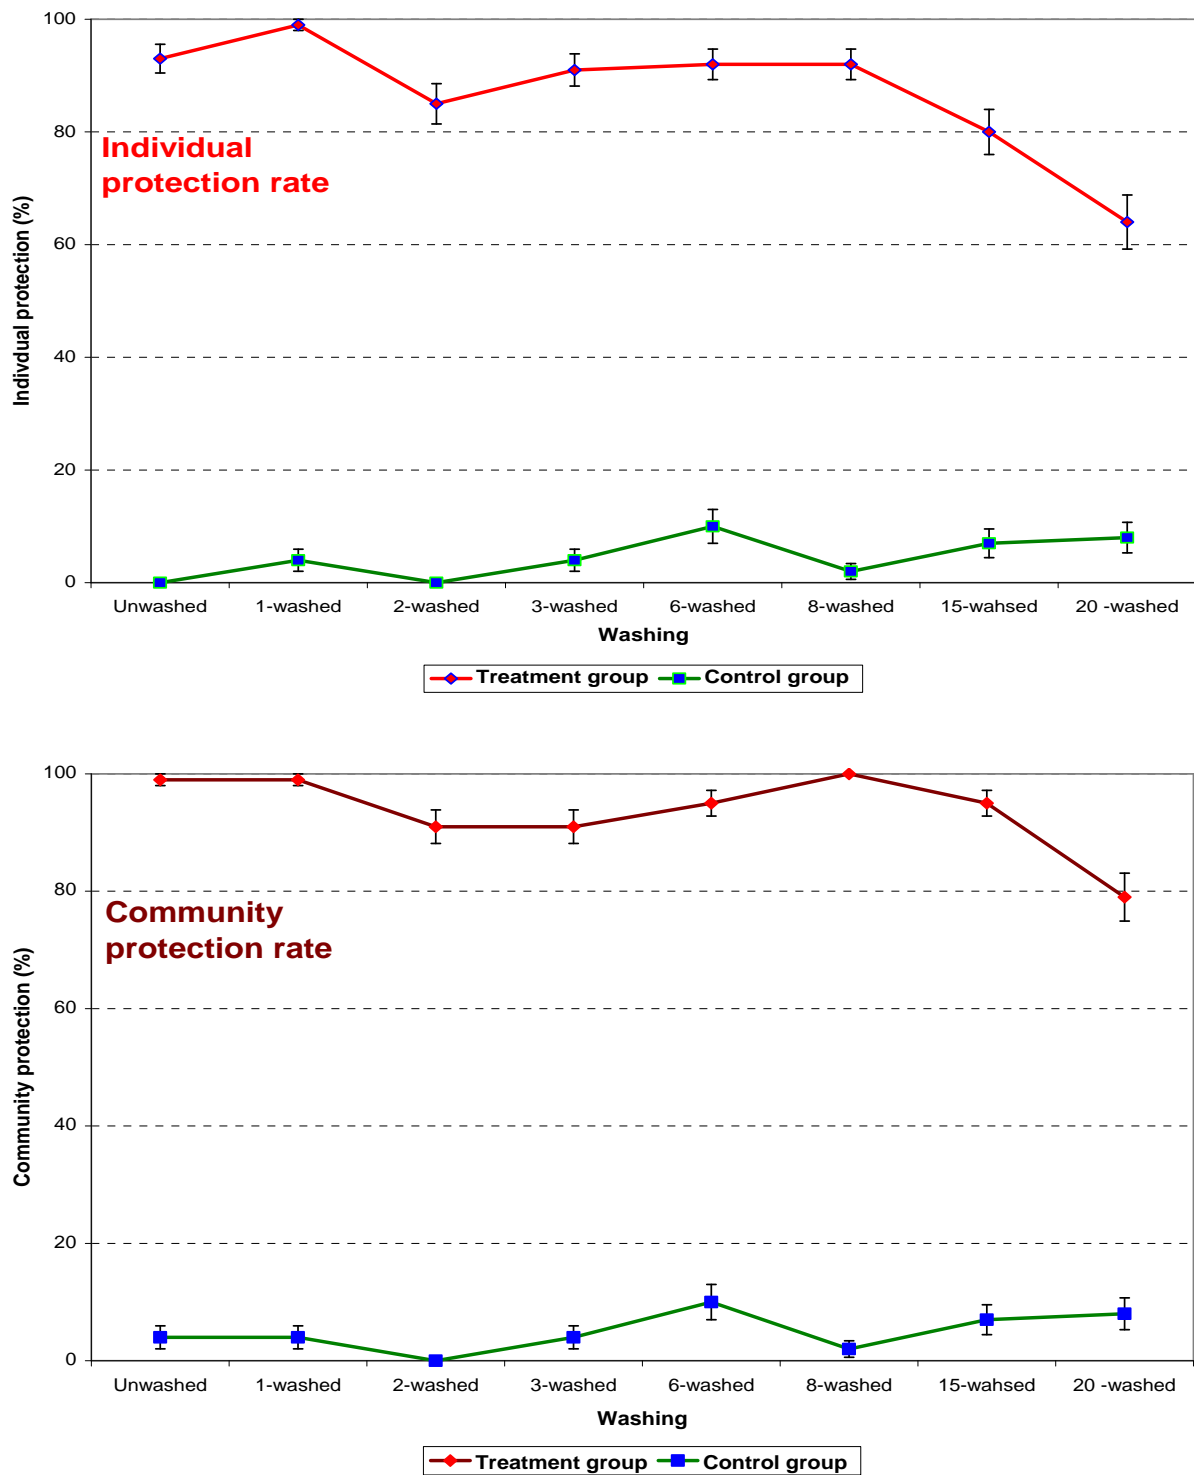 100
80
60
40
20
0
Individual protection (%)
Individual
protection rate
Unwashed 1-washed 2-washed 3-washed 6-washed 8-washed 15-wahsed 20 -washed
Washing
Treatment group Control group
100
80
60
40
20
0
Community protection (%)
Community
protection rate
Unwashed 1-washed 2-washed 3-washed 6-washed 8-washed 15-wahsed 20 -washed
Washing
Treatment group Control group